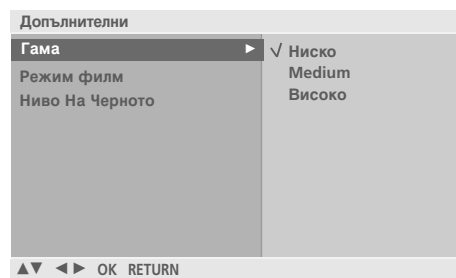 Допълнителни
Гама ► √ Ниско
Режим филм Medium
Ниво На Черното Високо
▲▼ ◄► OK RETURN